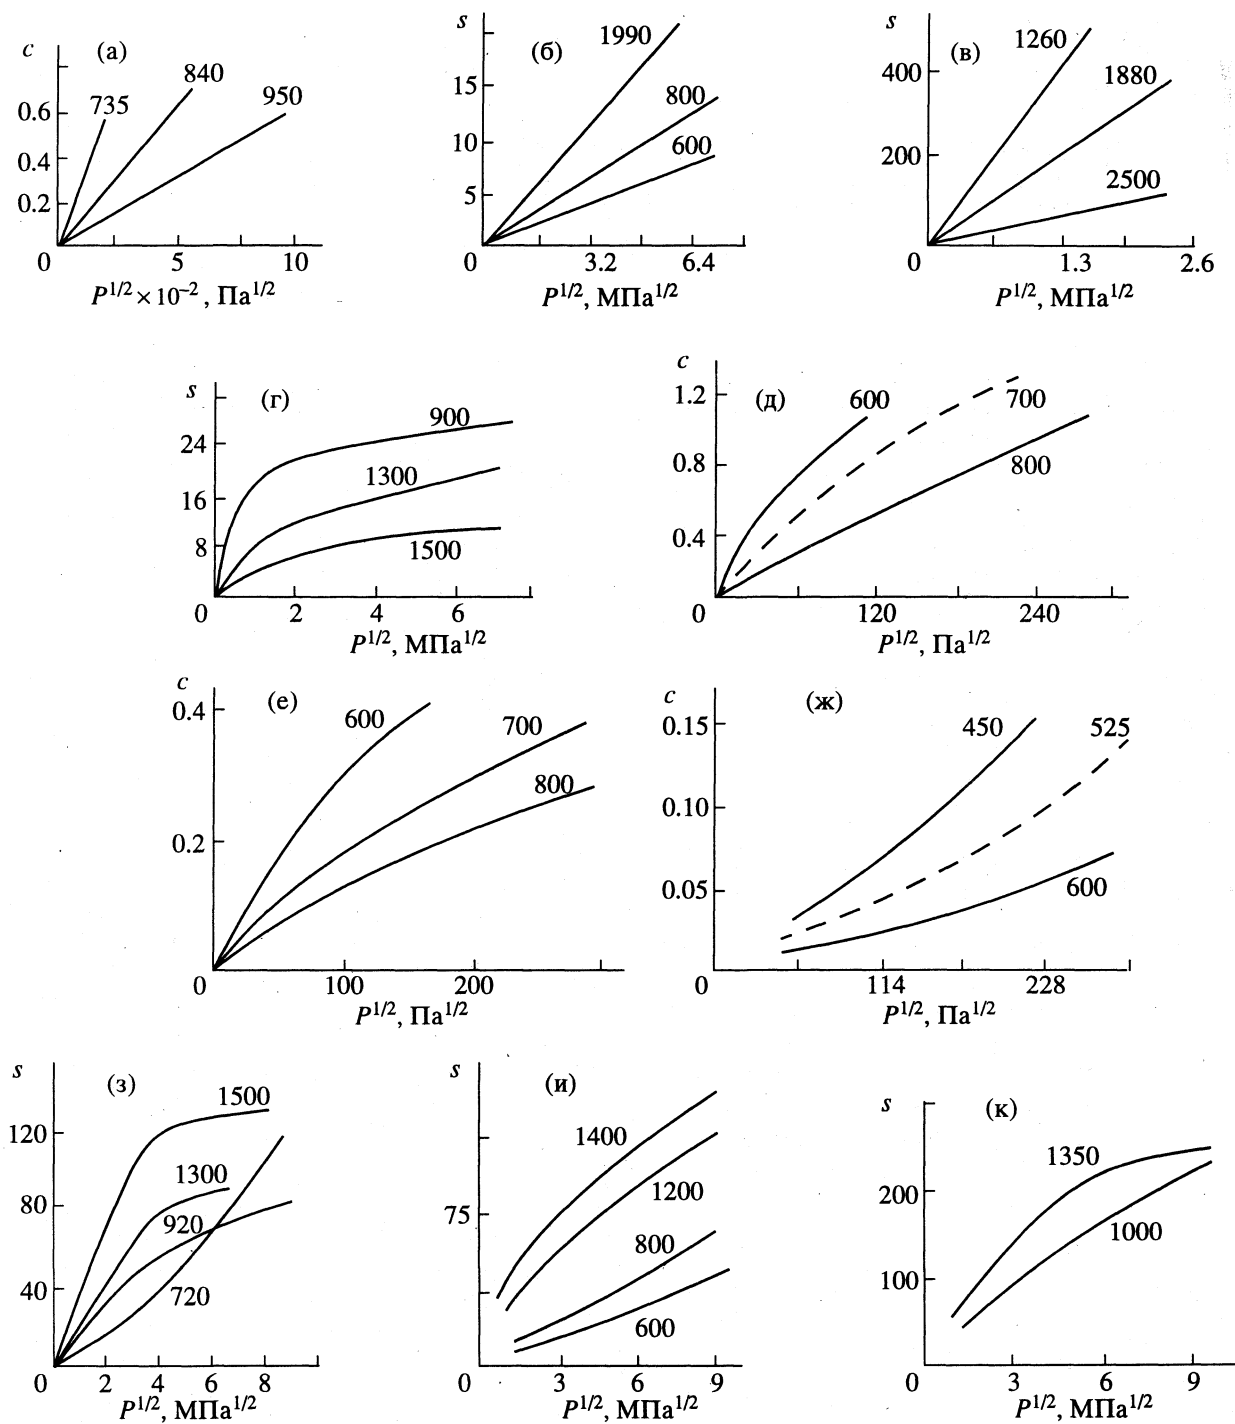 c (а)
735 840 950
0.6
0.4
0.2
0 5 10
P^1/2 × 10^–2, Па^1/2
s (б)
1990
800
600
15
10
5
0 3.2 6.4
P^1/2, МПа^1/2
s (в)
1260
1880
2500
400
200
0 1.3 2.6
P^1/2, МПа^1/2
s (г)
900
1300
1500
24
16
8
0 2 4 6
P^1/2, МПа^1/2
c (д)
600 700
800
1.2
0.8
0.4
0 120 240
P^1/2, Па^1/2
c (е)
600 700
800
0.4
0.2
0 100 200
P^1/2, Па^1/2
c (ж)
450 525
600
0.15
0.10
0.05
0 114 228
P^1/2, Па^1/2
s (з)
1500
1300
920
720
120
80
40
0 2 4 6 8
P^1/2, МПа^1/2
s (и)
1400
1200
800
600
75
0 3 6 9
P^1/2, МПа^1/2
s (к)
1350
1000
200
100
0 3 6 9
P^1/2, МПа^1/2